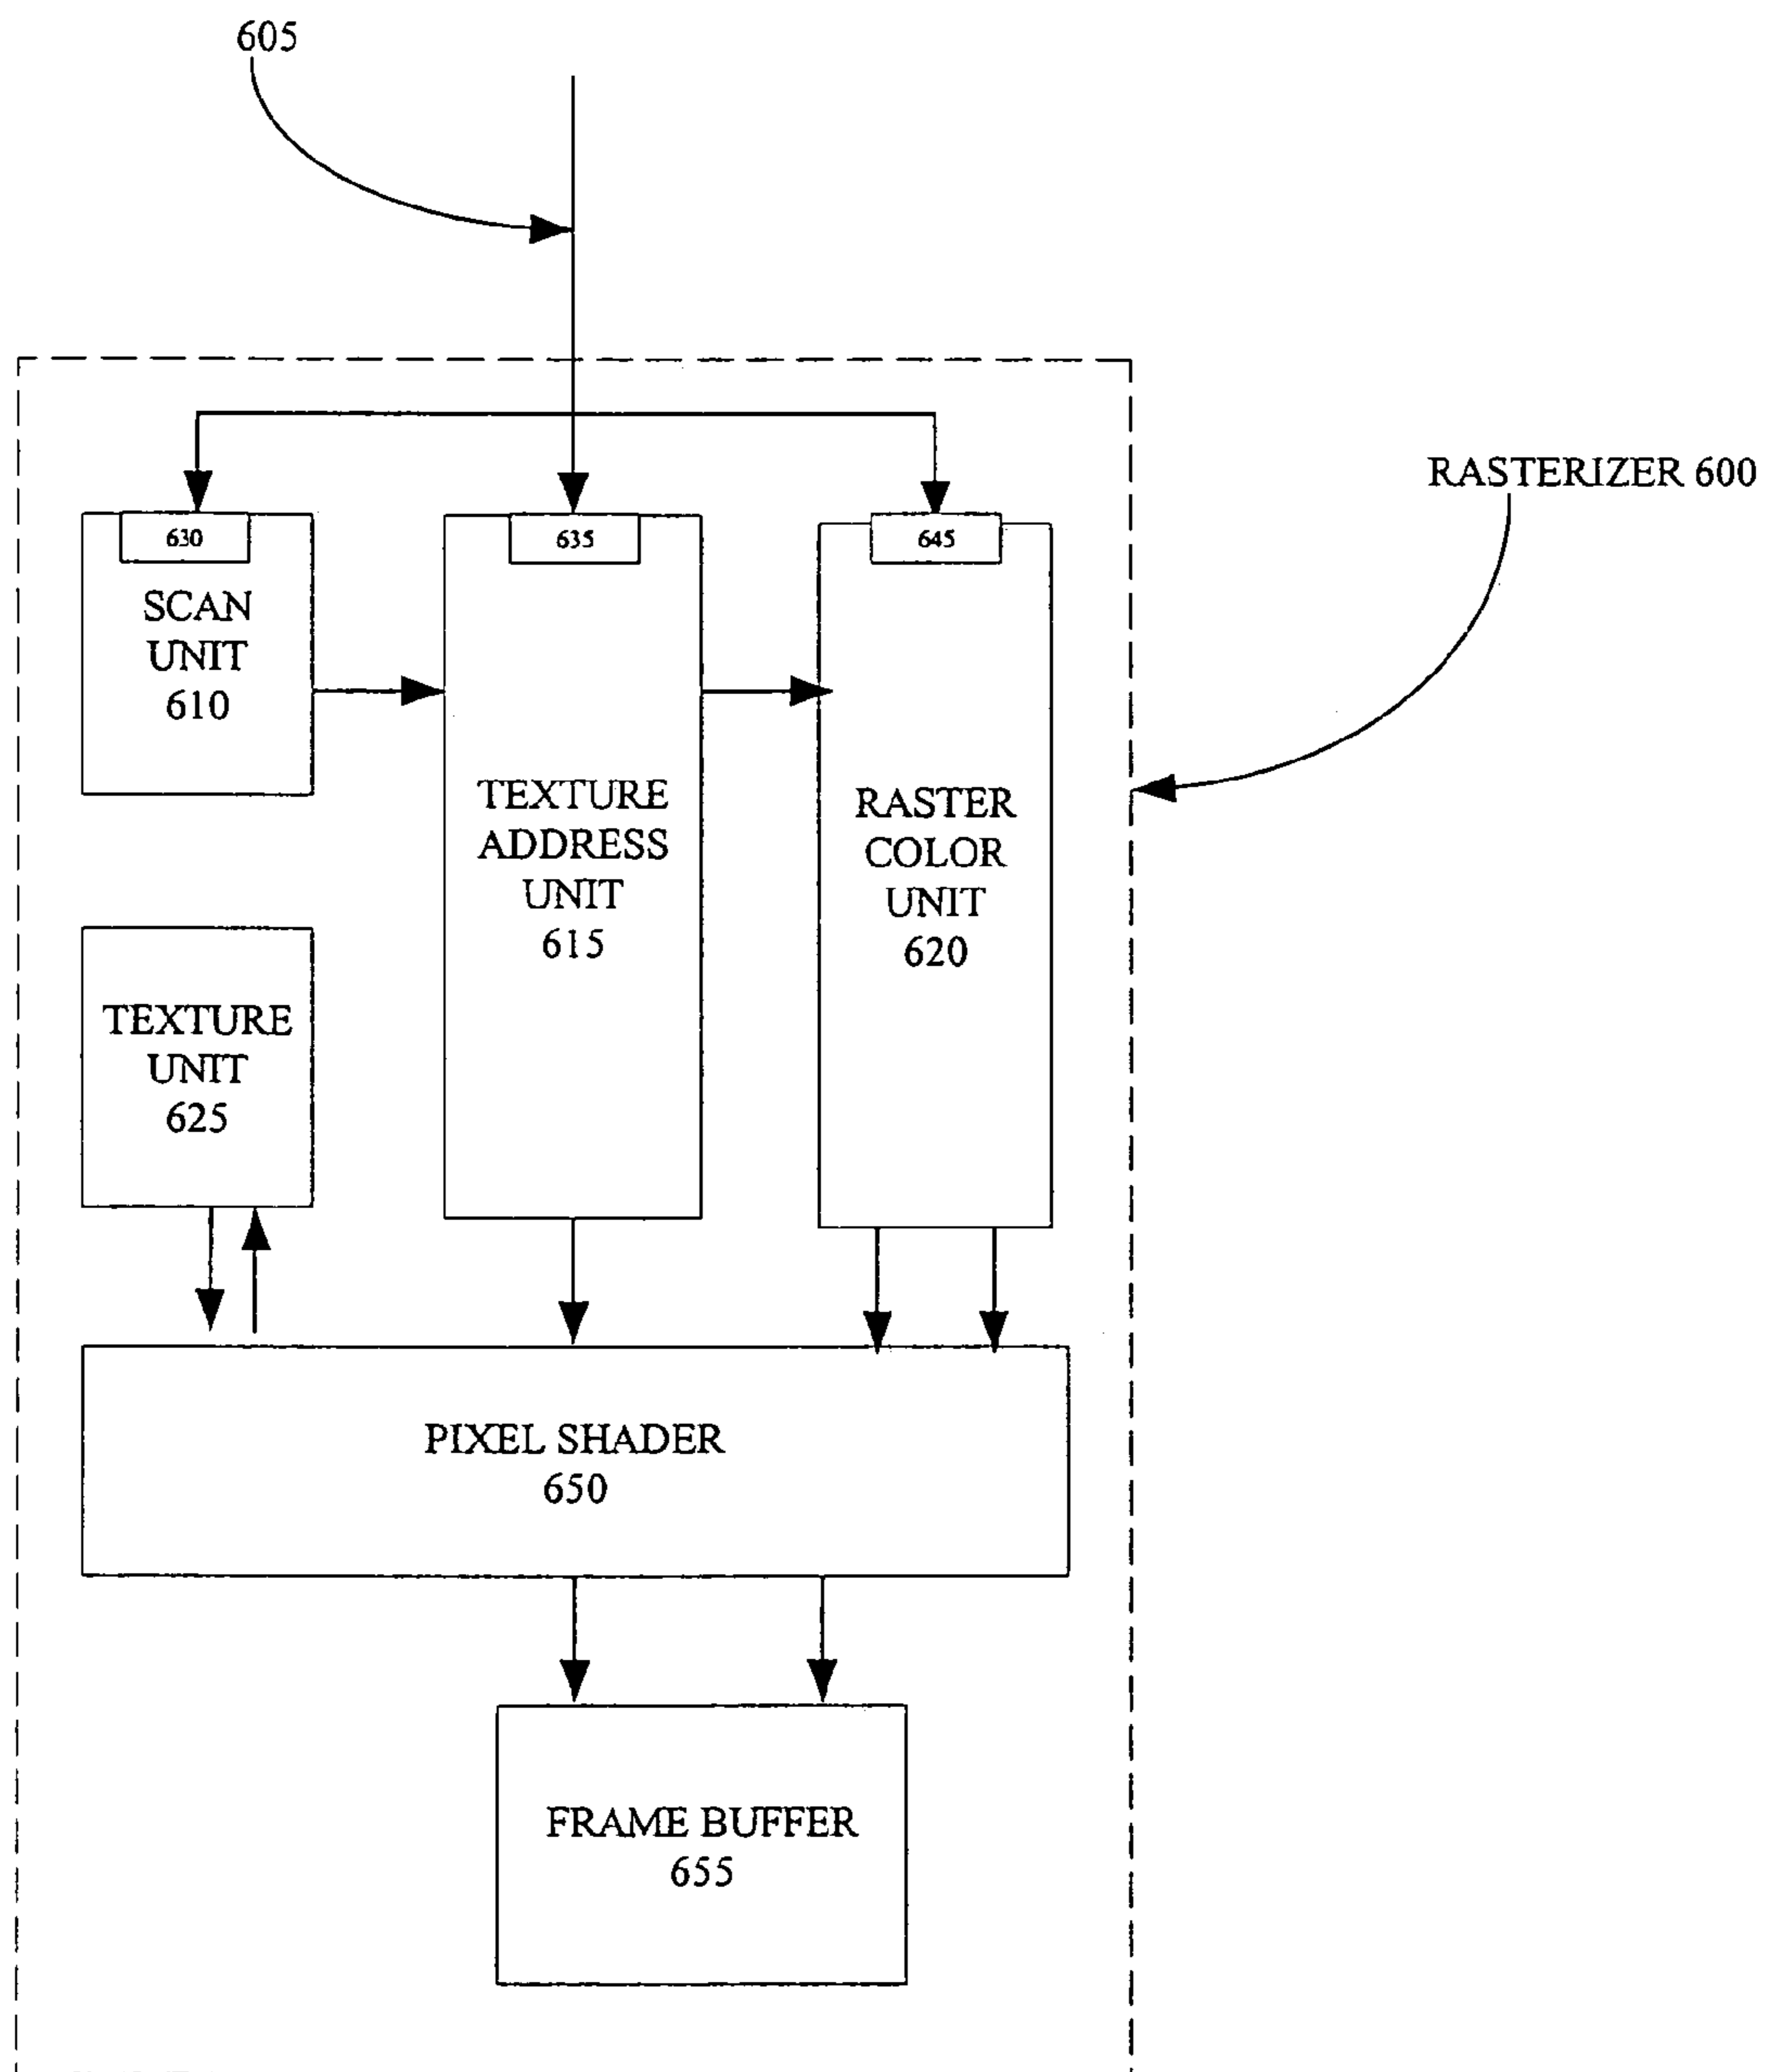 605
RASTERIZER 600
630
635
645
SCAN
UNIT
610
TEXTURE
ADDRESS
UNIT
615
RASTER
COLOR
UNIT
620
TEXTURE
UNIT
625
PIXEL SHADER
650
FRAME BUFFER
655